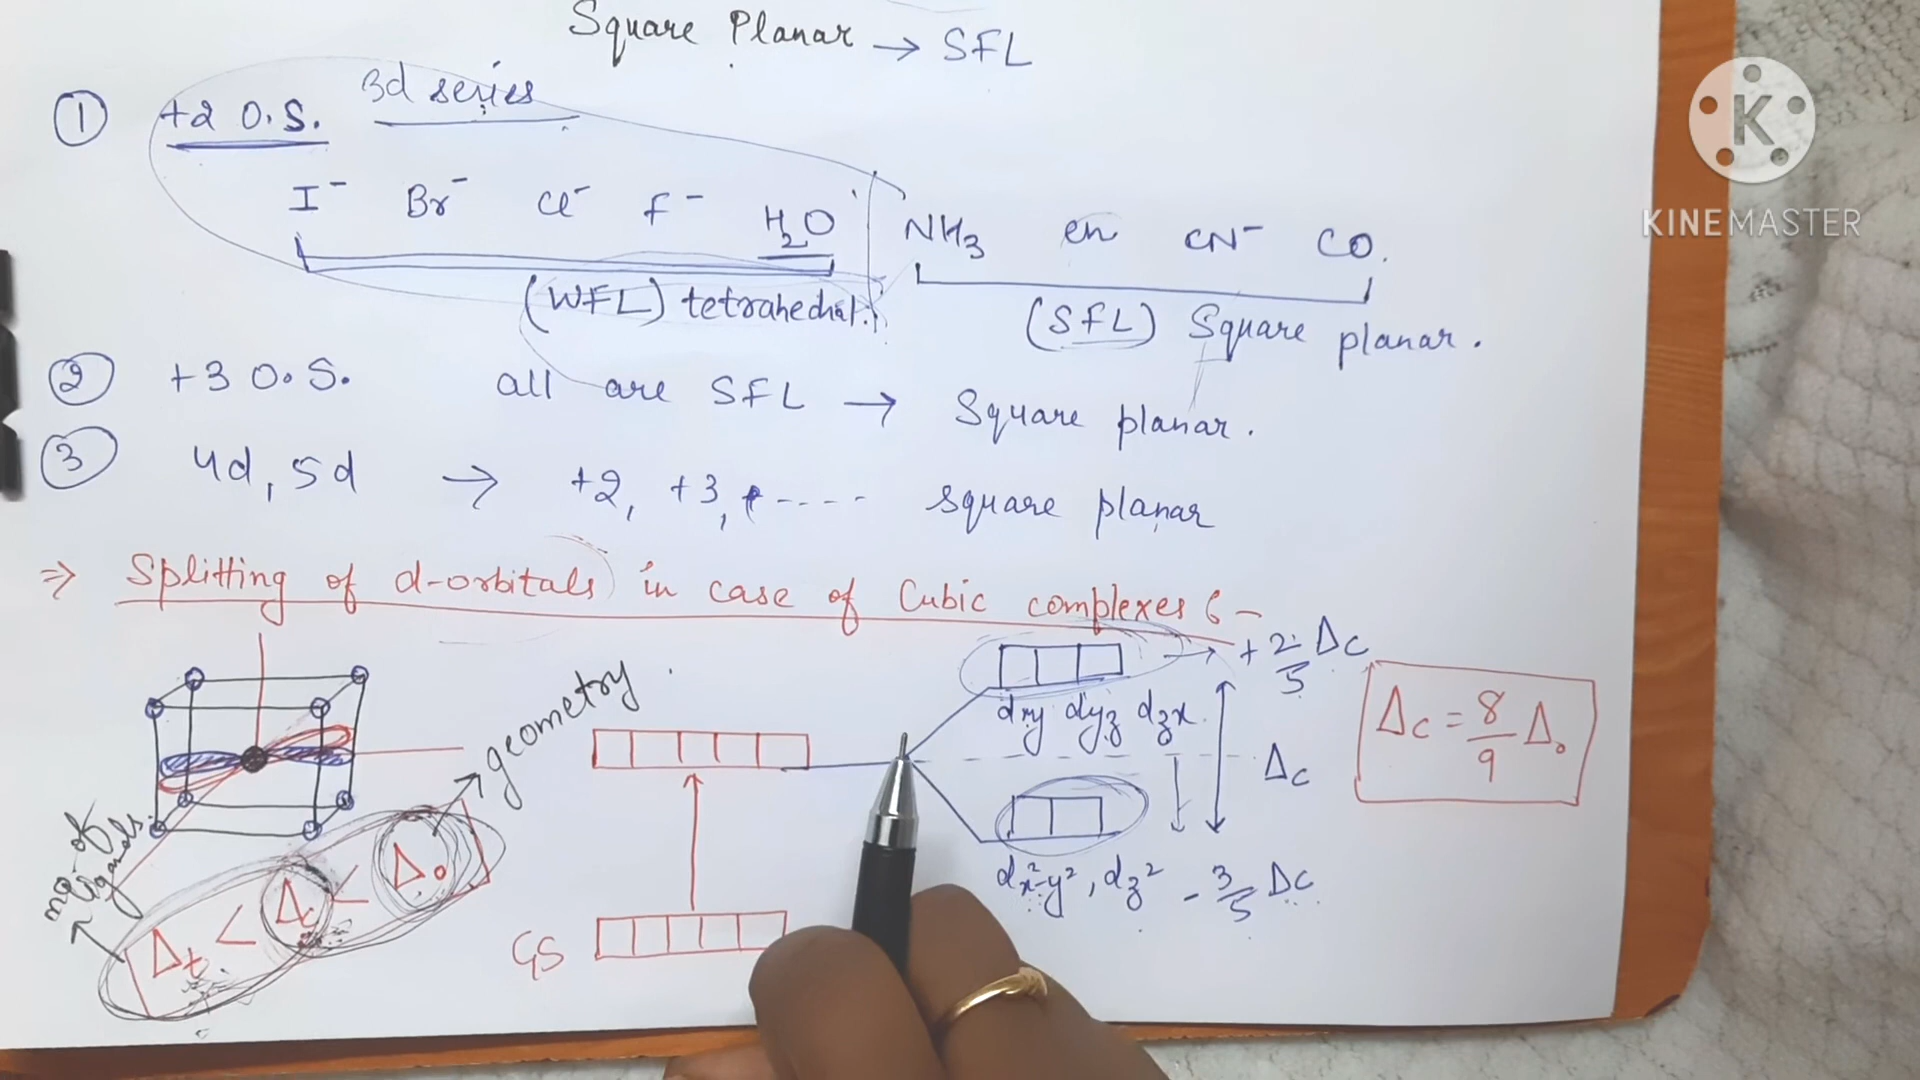 Square Planar → SFL
① +2 O.S. 3d series
I⁻ Br⁻ Cl⁻ F⁻ H₂O NH₃ en CN⁻ CO.
(WFL) tetrahedral. (SFL) Square planar.
② +3 O.S. all are SFL → Square planar.
③ 4d, 5d → +2, +3, ---- square planar
⇒ Splitting of d-orbitals in case of Cubic complexes :-
+ 2/5 Δc
dxy dyz dzx
Δc
Δc = 8/9 Δ₀
dx²-y², dz² - 3/5 Δc
geometry
no. of ligands.
Δt < Δc < Δ₀
GS
K
KINEMASTER